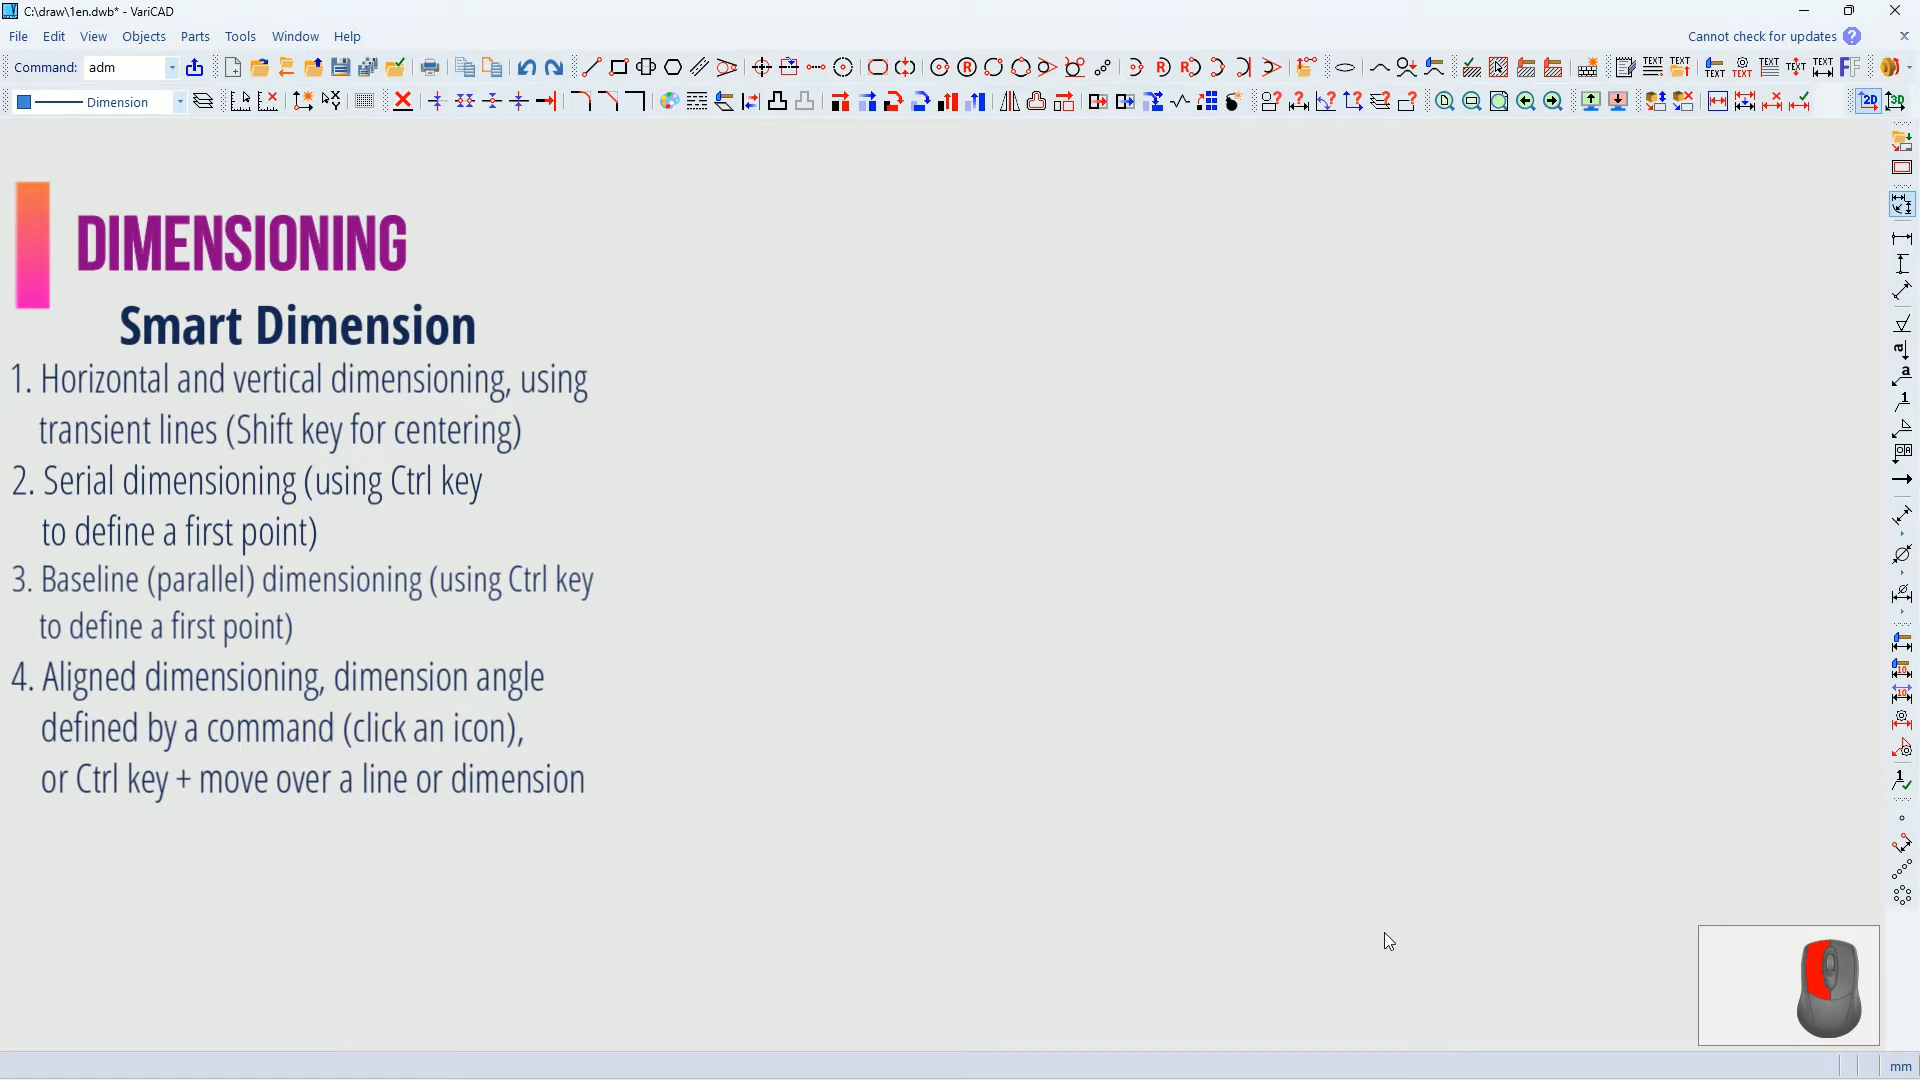 C:\draw\1en.dwb* - VariCAD
File Edit View Objects Parts Tools Window Help
Cannot check for updates ?
Command: adm
Dimension
2D 3D
DIMENSIONING
Smart Dimension
1. Horizontal and vertical dimensioning, using
transient lines (Shift key for centering)
2. Serial dimensioning (using Ctrl key
to define a first point)
3. Baseline (parallel) dimensioning (using Ctrl key
to define a first point)
4. Aligned dimensioning, dimension angle
defined by a command (click an icon),
or Ctrl key + move over a line or dimension
mm